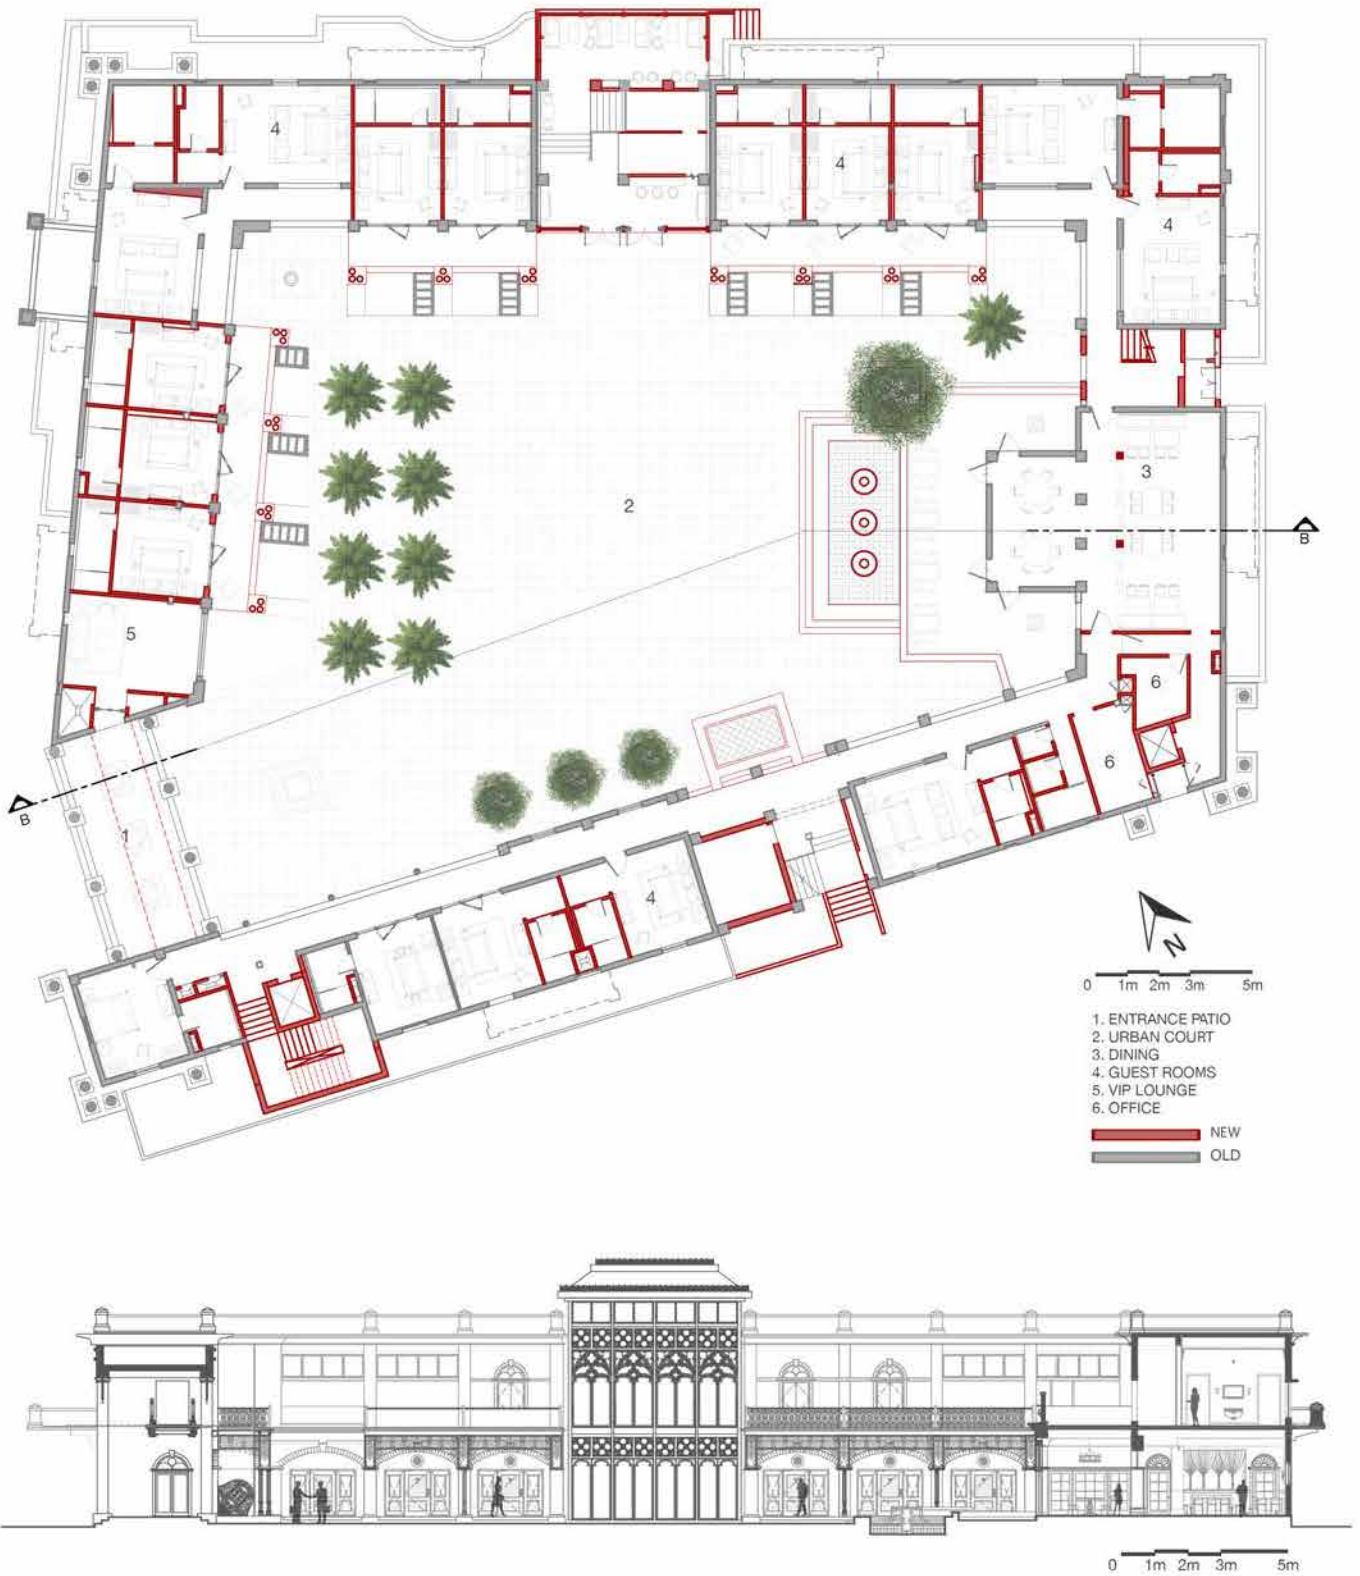 4
4
4
3
2
5
6
6
B
B
1
4
N
0 1m 2m 3m 5m
1. ENTRANCE PATIO
2. URBAN COURT
3. DINING
4. GUEST ROOMS
5. VIP LOUNGE
6. OFFICE
NEW
OLD
0 1m 2m 3m 5m